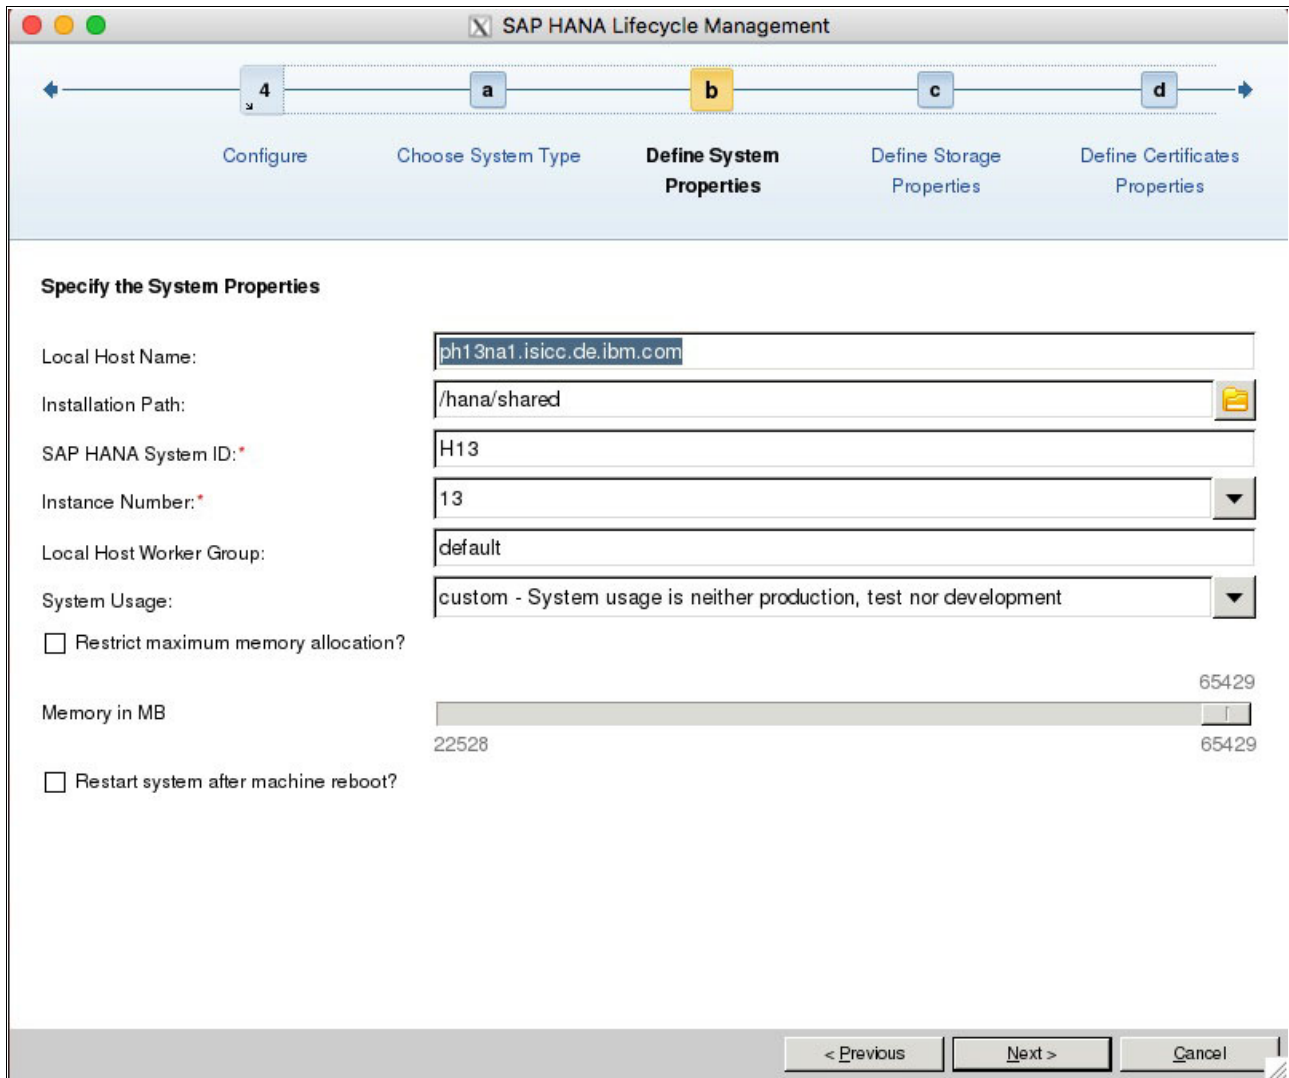 SAP HANA Lifecycle Management
4 a b c d
Configure Choose System Type Define System Define Storage Define Certificates
Properties Properties Properties
Specify the System Properties
Local Host Name: ph13na1.isicc.de.ibm.com
Installation Path: /hana/shared
SAP HANA System ID:* H13
Instance Number:* 13
Local Host Worker Group: default
System Usage: custom - System usage is neither production, test nor development
Restrict maximum memory allocation?
65429
Memory in MB
22528 65429
Restart system after machine reboot?
< Previous Next > Cancel